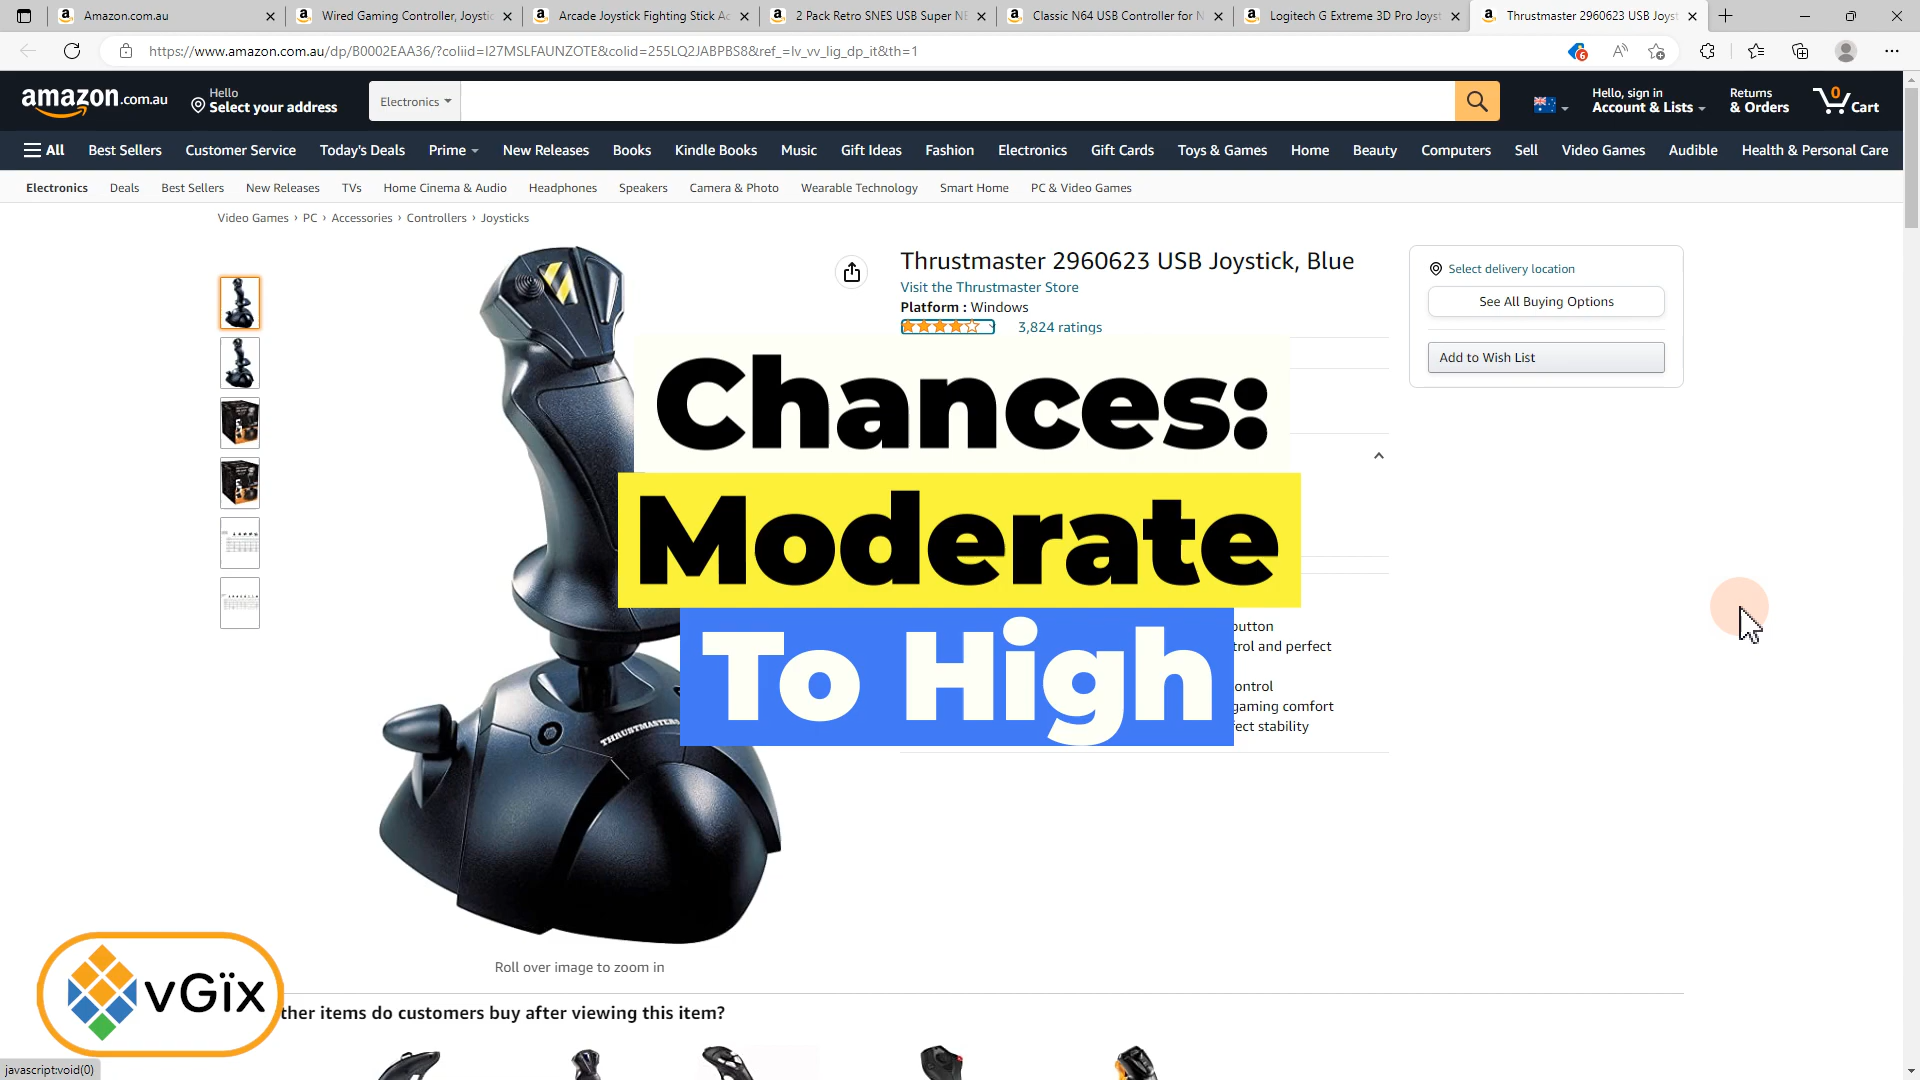 Amazon.com.au
Wired Gaming Controller, Joystic
Arcade Joystick Fighting Stick Ac
2 Pack Retro SNES USB Super NE
Classic N64 USB Controller for N
Logitech G Extreme 3D Pro Joyst
Thrustmaster 2960623 USB Joyst
https://www.amazon.com.au/dp/B0002EAA36/?coliid=I27MSLFAUNZOTE&colid=255LQ2JABPBS8&ref_=lv_vv_lig_dp_it&th=1
6
amazon.com.au
Hello
Select your address
Electronics
Hello, sign in
Account & Lists
Returns
& Orders
0
Cart
All
Best Sellers
Customer Service
Today's Deals
Prime
New Releases
Books
Kindle Books
Music
Gift Ideas
Fashion
Electronics
Gift Cards
Toys & Games
Home
Beauty
Computers
Sell
Video Games
Audible
Health & Personal Care
Electronics
Deals
Best Sellers
New Releases
TVs
Home Cinema & Audio
Headphones
Speakers
Camera & Photo
Wearable Technology
Smart Home
PC & Video Games
Video Games › PC › Accessories › Controllers › Joysticks
Thrustmaster 2960623 USB Joystick, Blue
Visit the Thrustmaster Store
Platform : Windows
3,824 ratings
Select delivery location
See All Buying Options
Add to Wish List
Chances:
Moderate
To High
button
trol and perfect
ontrol
gaming comfort
fect stability
THRUSTMASTER
Roll over image to zoom in
vGïx
ther items do customers buy after viewing this item?
javascript:void(0)